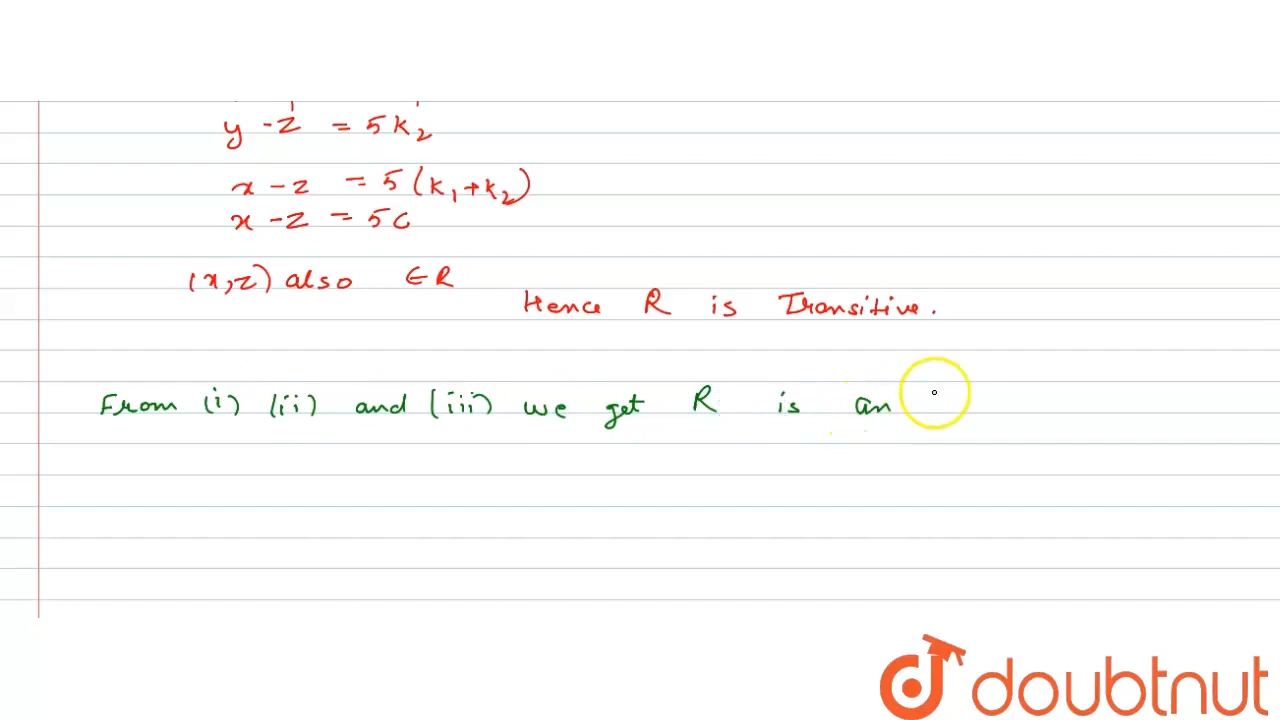 y - z = 5K₂
x - z = 5(K₁+K₂)
x - z = 5C
(x,z) also ∈ R
Hence R is Transitive.
From (i) (ii) and (iii) we get R is an
doubtnut